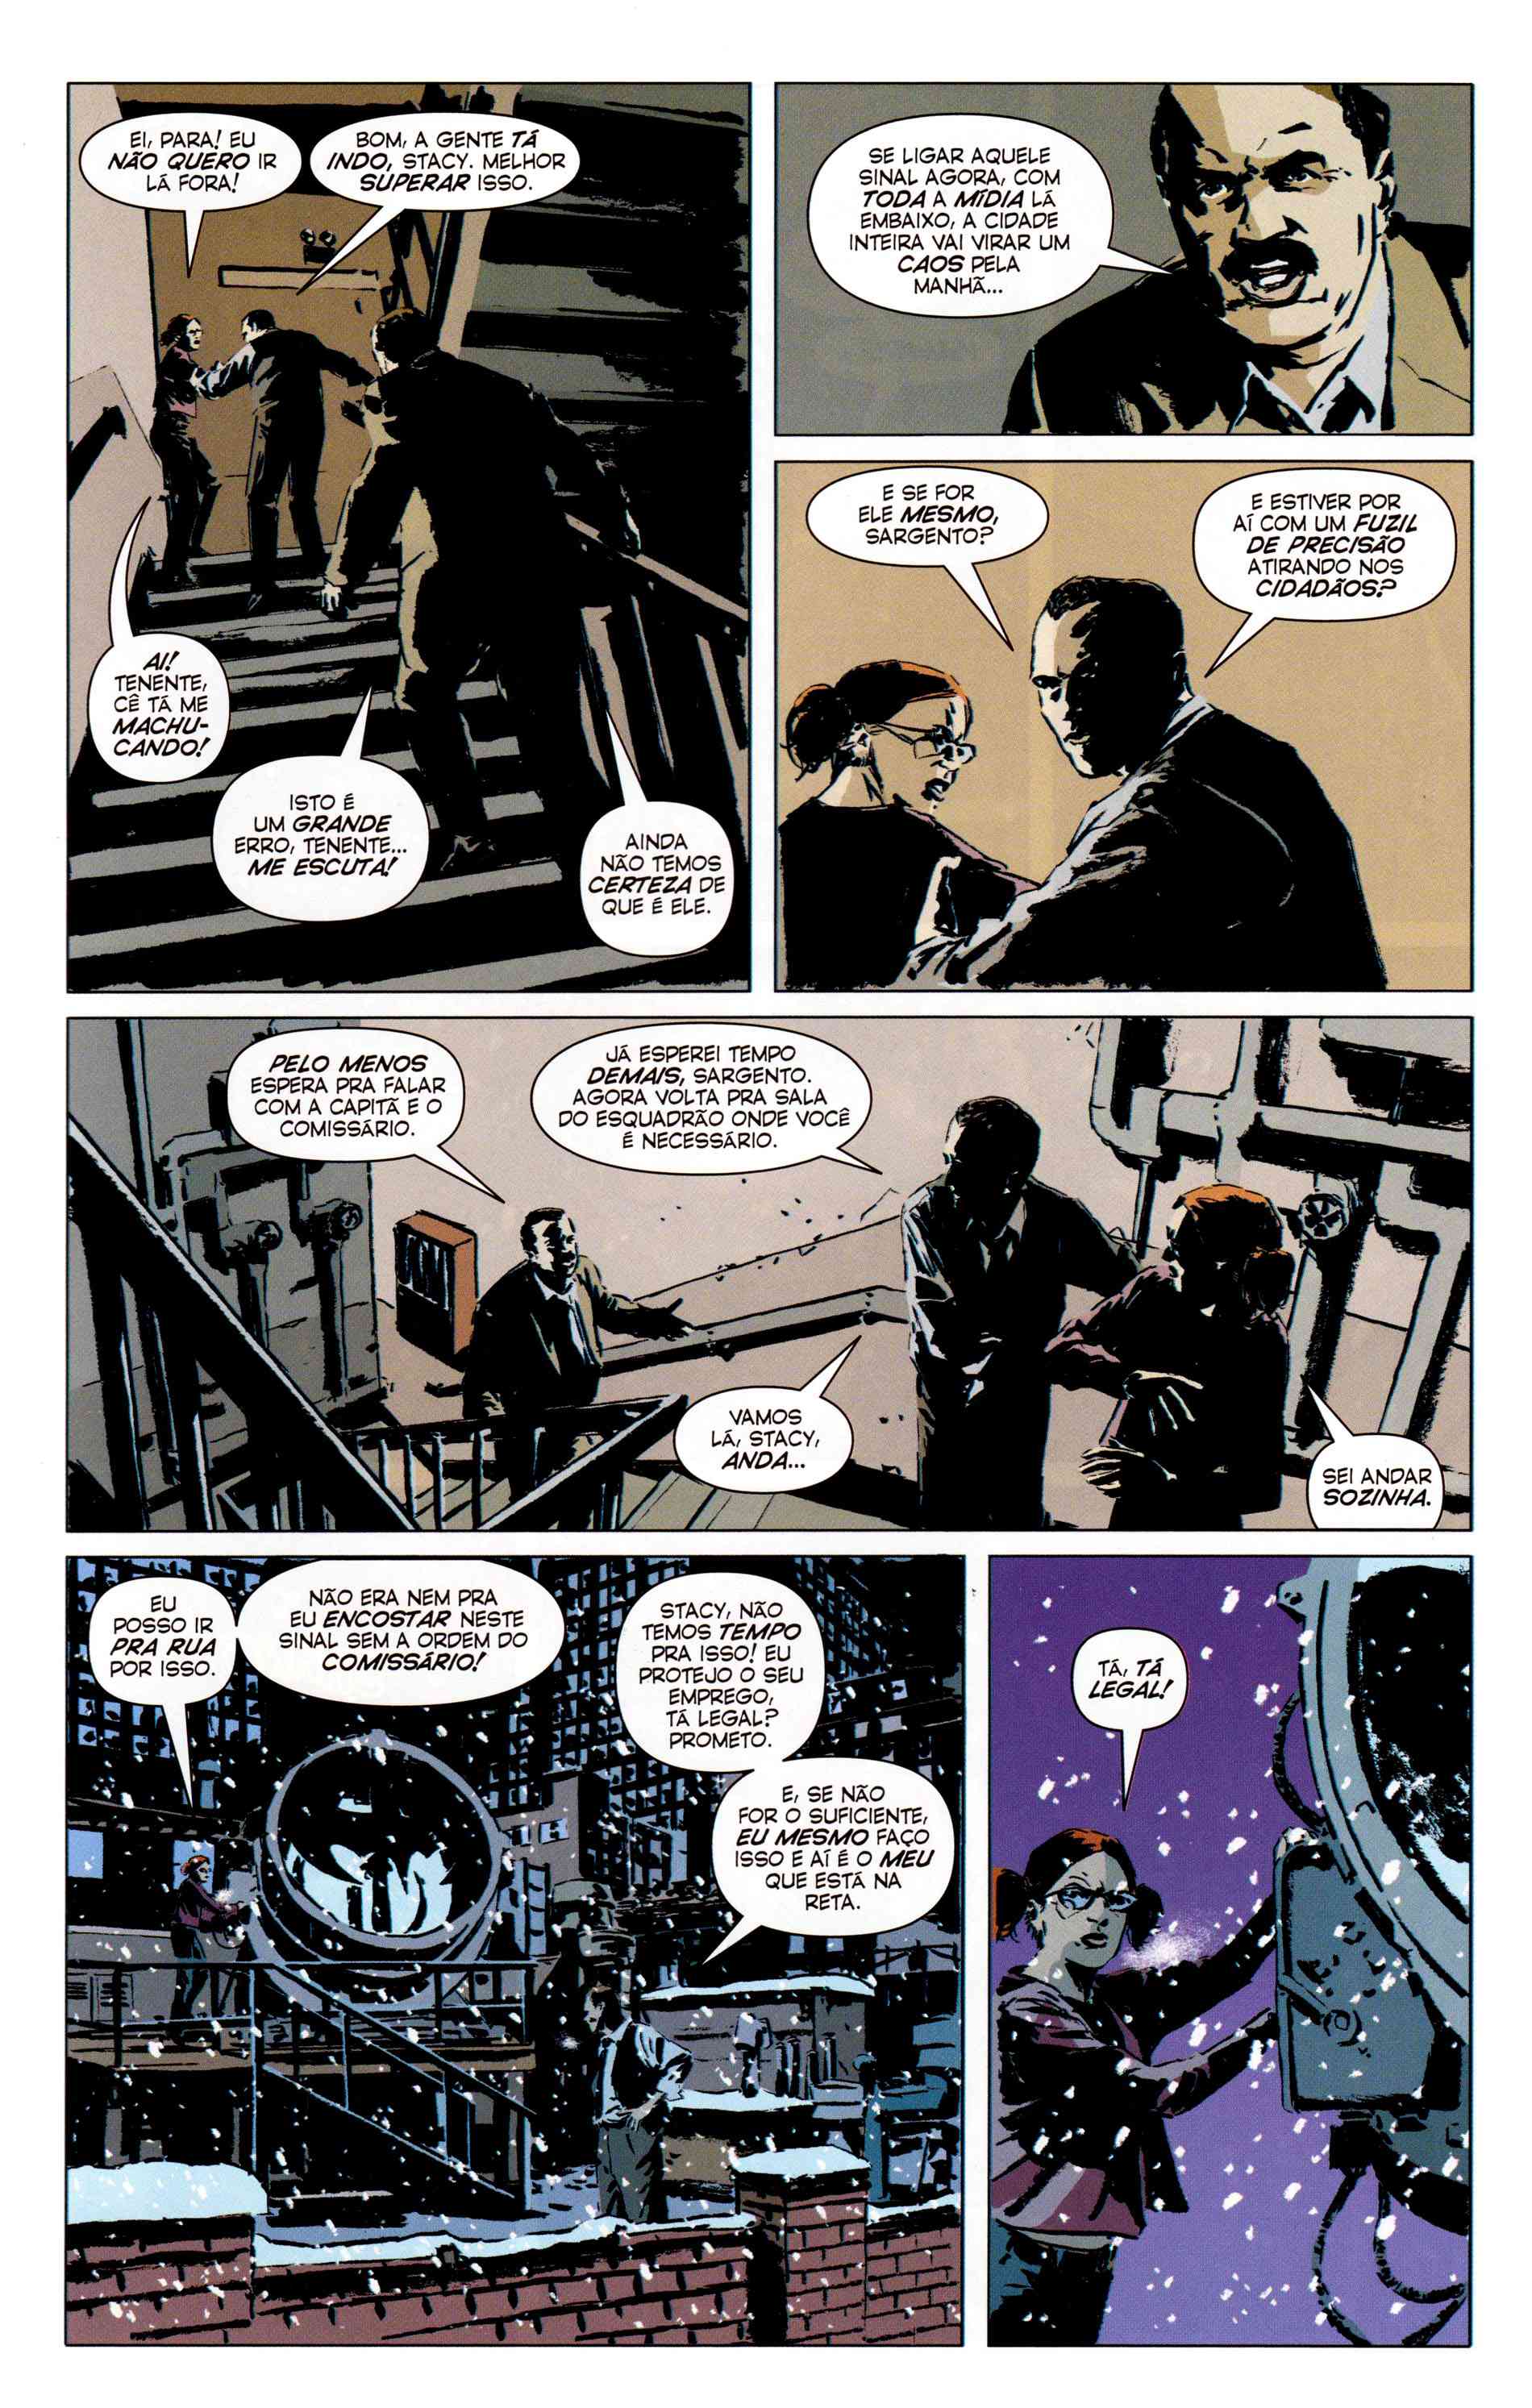 EI, PARA! EU
NÃO QUERO IR
LÁ FORA!
BOM, A GENTE TÁ
INDO, STACY. MELHOR
SUPERAR ISSO.
AI!
TENENTE,
CÊ TÁ ME
MACHU-
CANDO!
ISTO É
UM GRANDE
ERRO, TENENTE...
ME ESCUTA!
AINDA
NÃO TEMOS
CERTEZA DE
QUE É ELE.
SE LIGAR AQUELE
SINAL AGORA, COM
TODA A MÍDIA LÁ
EMBAIXO, A CIDADE
INTEIRA VAI VIRAR UM
CAOS PELA
MANHÃ...
E SE FOR
ELE MESMO,
SARGENTO?
E ESTIVER POR
AÍ COM UM FUZIL
DE PRECISÃO
ATIRANDO NOS
CIDADÃOS?
PELO MENOS
ESPERA PRA FALAR
COM A CAPITÃ E O
COMISSÁRIO.
JÁ ESPEREI TEMPO
DEMAIS, SARGENTO.
AGORA VOLTA PRA SALA
DO ESQUADRÃO ONDE VOCÊ
É NECESSÁRIO.
VAMOS
LÁ, STACY,
ANDA...
SEI ANDAR
SOZINHA.
EU
POSSO IR
PRA RUA
POR ISSO.
NÃO ERA NEM PRA
EU ENCOSTAR NESTE
SINAL SEM A ORDEM DO
COMISSÁRIO!
STACY, NÃO
TEMOS TEMPO
PRA ISSO! EU
PROTEJO O SEU
EMPREGO,
TÁ LEGAL?
PROMETO.
E, SE NÃO
FOR O SUFICIENTE,
EU MESMO FAÇO
ISSO E AÍ É O MEU
QUE ESTÁ NA
RETA.
TÁ, TÁ
LEGAL!